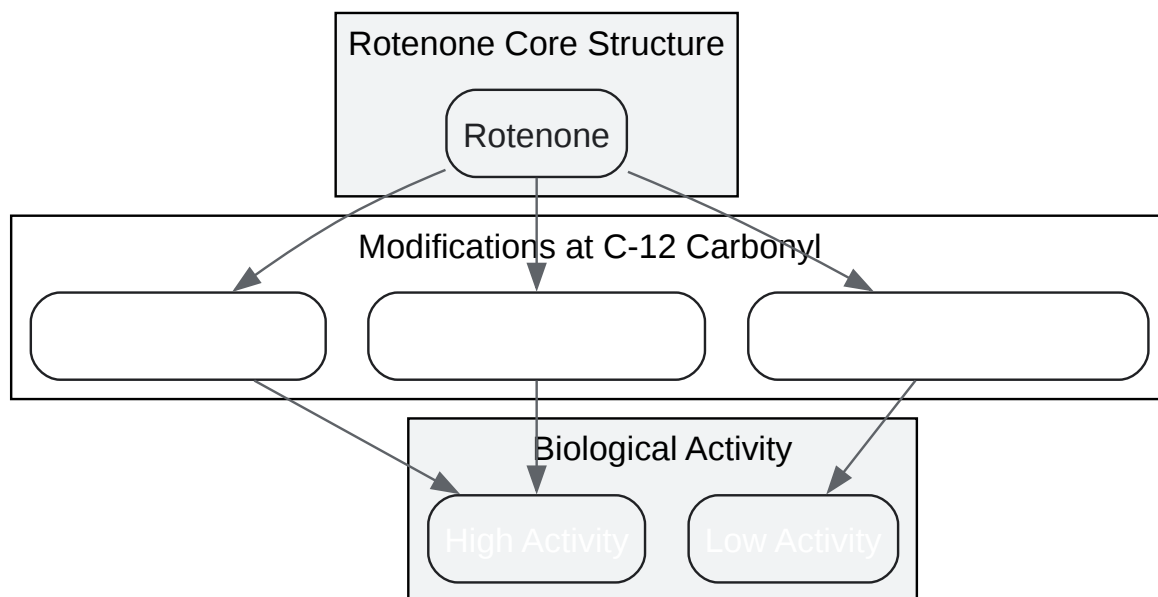 Rotenone Core Structure
Rotenone
Modifications at C-12 Carbonyl
Biological Activity
High Activity
Low Activity